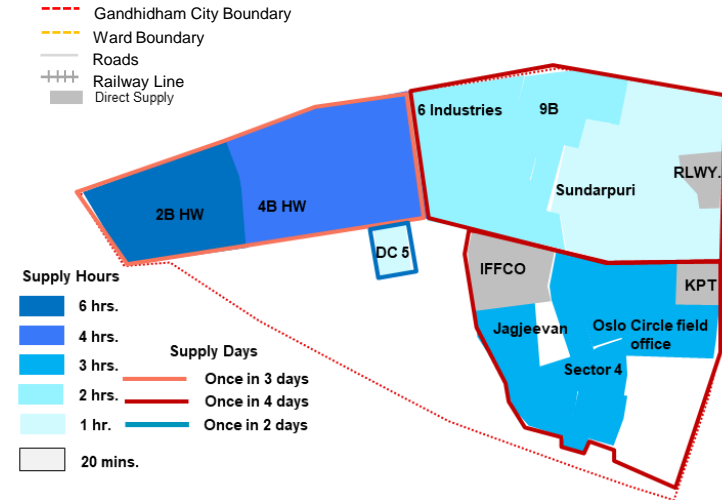 Gandhidham City Boundary
Ward Boundary
Roads
Railway Line
Direct Supply
6 Industries
9B
Sundarpuri
RLWY.
2B HW
4B HW
DC 5
IFFCO
KPT
Jagjeevan
Oslo Circle field
office
Sector 4
Supply Hours
6 hrs.
4 hrs.
3 hrs.
2 hrs.
1 hr.
20 mins.
Supply Days
Once in 3 days
Once in 4 days
Once in 2 days